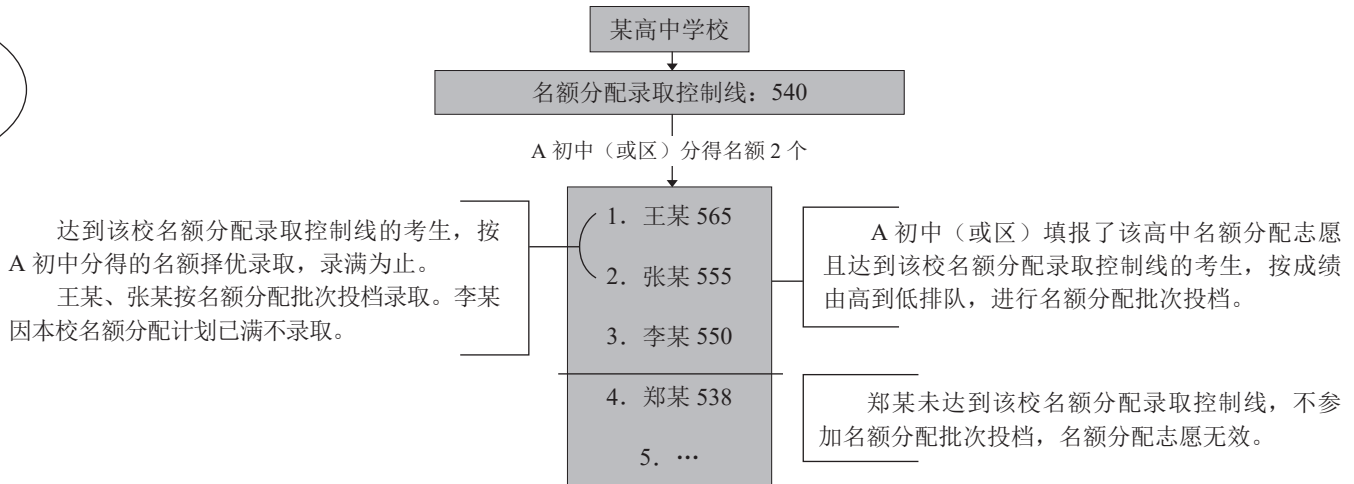 某高中学校
名额分配录取控制线：540
A 初中（或区）分得名额 2 个
达到该校名额分配录取控制线的考生，按
A 初中分得的名额择优录取，录满为止。
王某、张某按名额分配批次投档录取。李某
因本校名额分配计划已满不录取。
1．王某 565
2．张某 555
3．李某 550
4．郑某 538
5．…
A 初中（或区）填报了该高中名额分配志愿
且达到该校名额分配录取控制线的考生，按成绩
由高到低排队，进行名额分配批次投档。
郑某未达到该校名额分配录取控制线，不参
加名额分配批次投档，名额分配志愿无效。